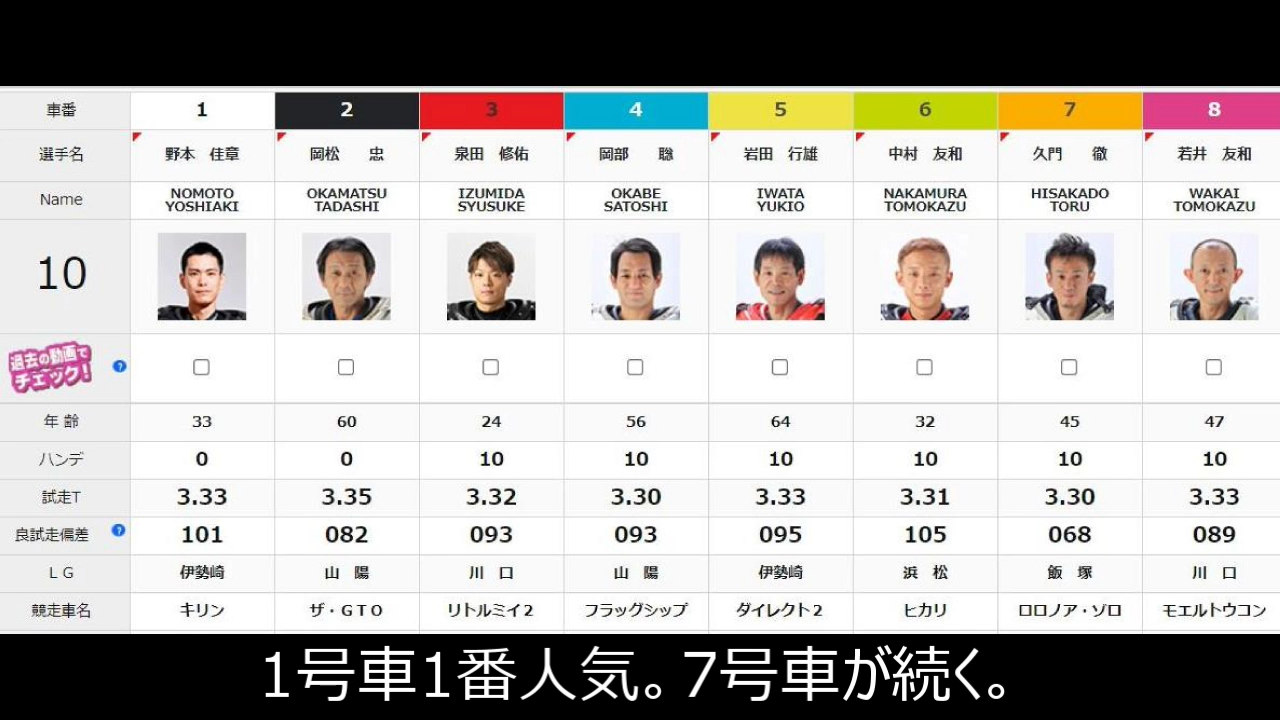 車番 1 2 3 4 5 6 7 8
選手名 野本 佳章 岡松 忠 泉田 修佑 岡部 聡 岩田 行雄 中村 友和 久門 徹 若井 友和
Name NOMOTO YOSHIAKI OKAMATSU TADASHI IZUMIDA SYUSUKE OKABE SATOSHI IWATA YUKIO NAKAMURA TOMOKAZU HISAKADO TORU WAKAI TOMOKAZU
10
過去の動画で
チェック! ?
年齢 33 60 24 56 64 32 45 47
ハンデ 0 0 10 10 10 10 10 10
試走T 3.33 3.35 3.32 3.30 3.33 3.31 3.30 3.33
良試走偏差 ? 101 082 093 093 095 105 068 089
LG 伊勢崎 山陽 川口 山陽 伊勢崎 浜松 飯塚 川口
競走車名 キリン ザ・GTO リトルミイ2 フラッグシップ ダイレクト2 ヒカリ ロロノア・ゾロ モエルトウコン
1号車1番人気。7号車が続く。